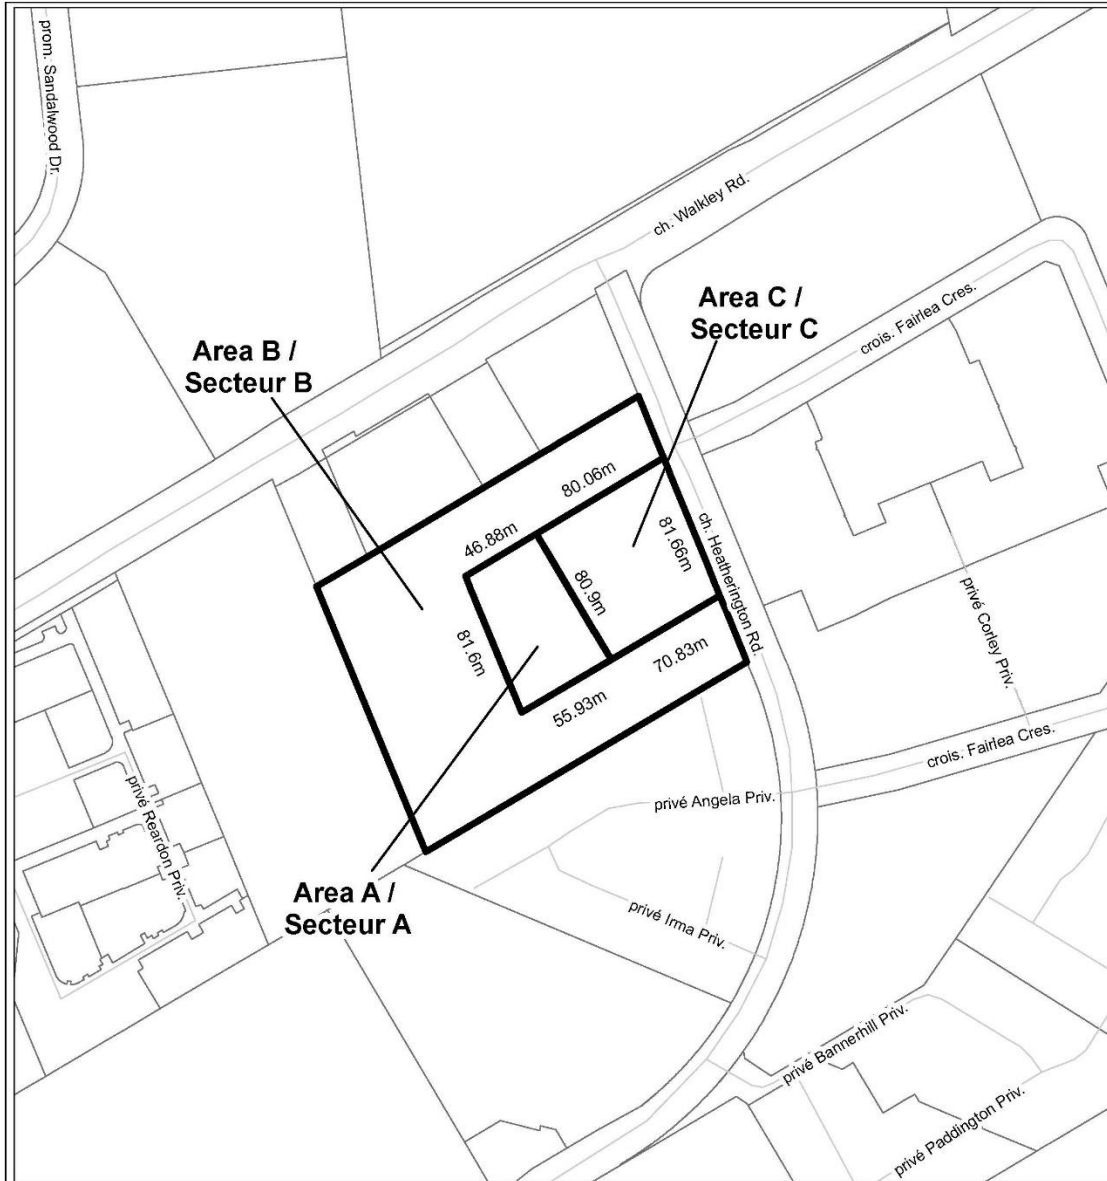 prom. Sandalwood Dr.
ch. Walkley Rd.
Area C /
Secteur C
crois. Fairlea Cres.
Area B /
Secteur B
80.06m
46.88m
81.66m
ch. Heatherington Rd.
80.9m
81.6m
70.83m
55.93m
privé Corley Priv.
crois. Fairlea Cres.
privé Angela Priv.
privé Reardon Priv.
Area A /
Secteur A
privé Irma Priv.
privé Bannerhill Priv.
privé Paddington Priv.